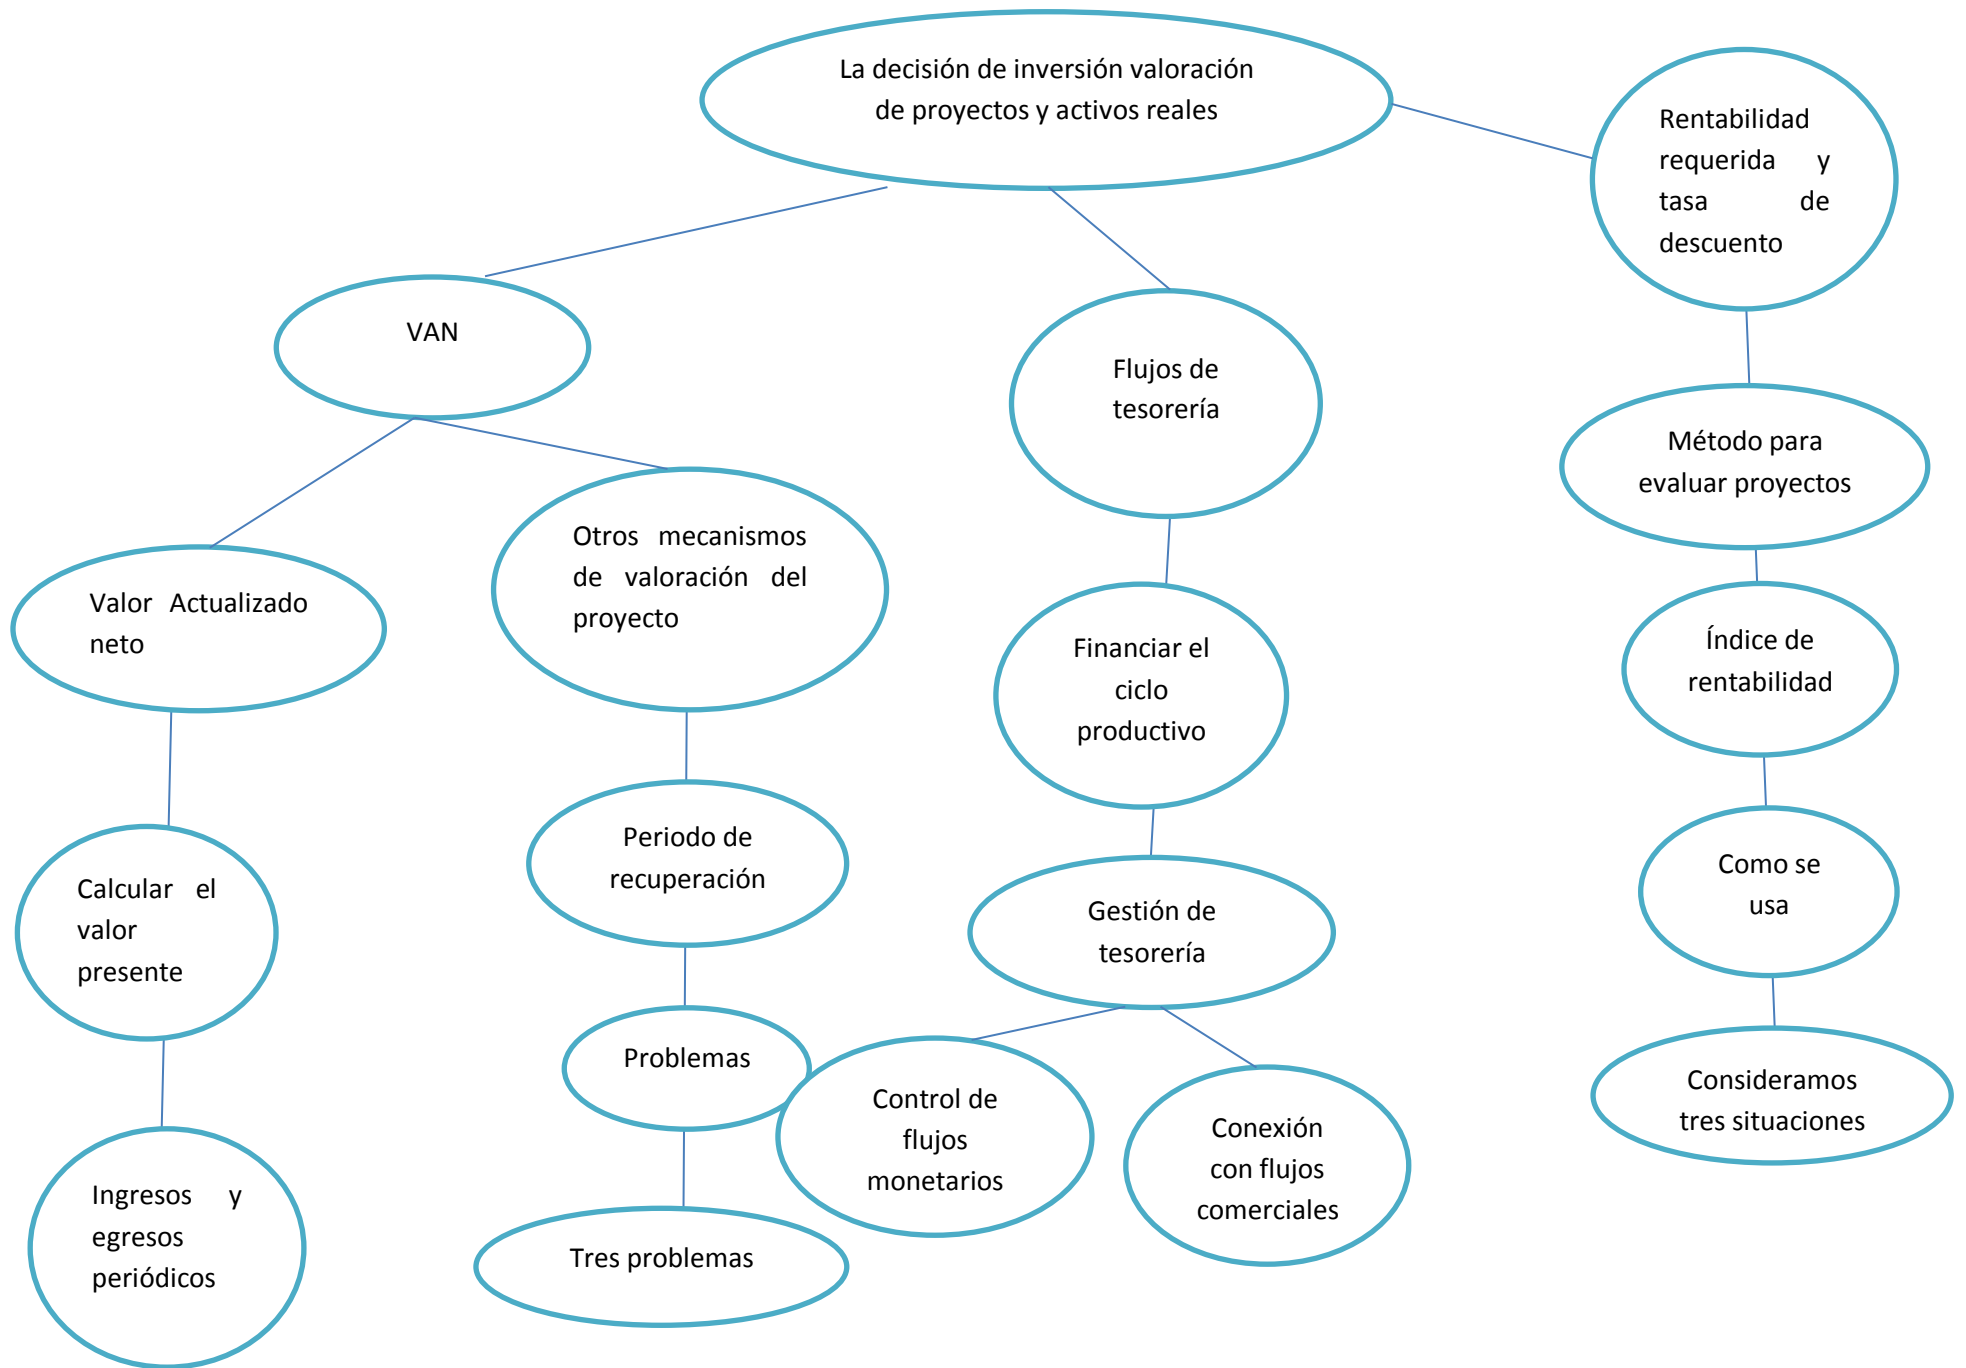 La decisión de inversión valoración
de proyectos y activos reales
Rentabilidad
requerida y
tasa de
descuento
VAN
Flujos de
tesorería
Método para
evaluar proyectos
Otros mecanismos
de valoración del
proyecto
Valor Actualizado
neto
Financiar el
ciclo
productivo
Índice de
rentabilidad
Periodo de
recuperación
Calcular el
valor
presente
Gestión de
tesorería
Como se
usa
Problemas
Control de
flujos
monetarios
Conexión
con flujos
comerciales
Consideramos
tres situaciones
Ingresos y
egresos
periódicos
Tres problemas